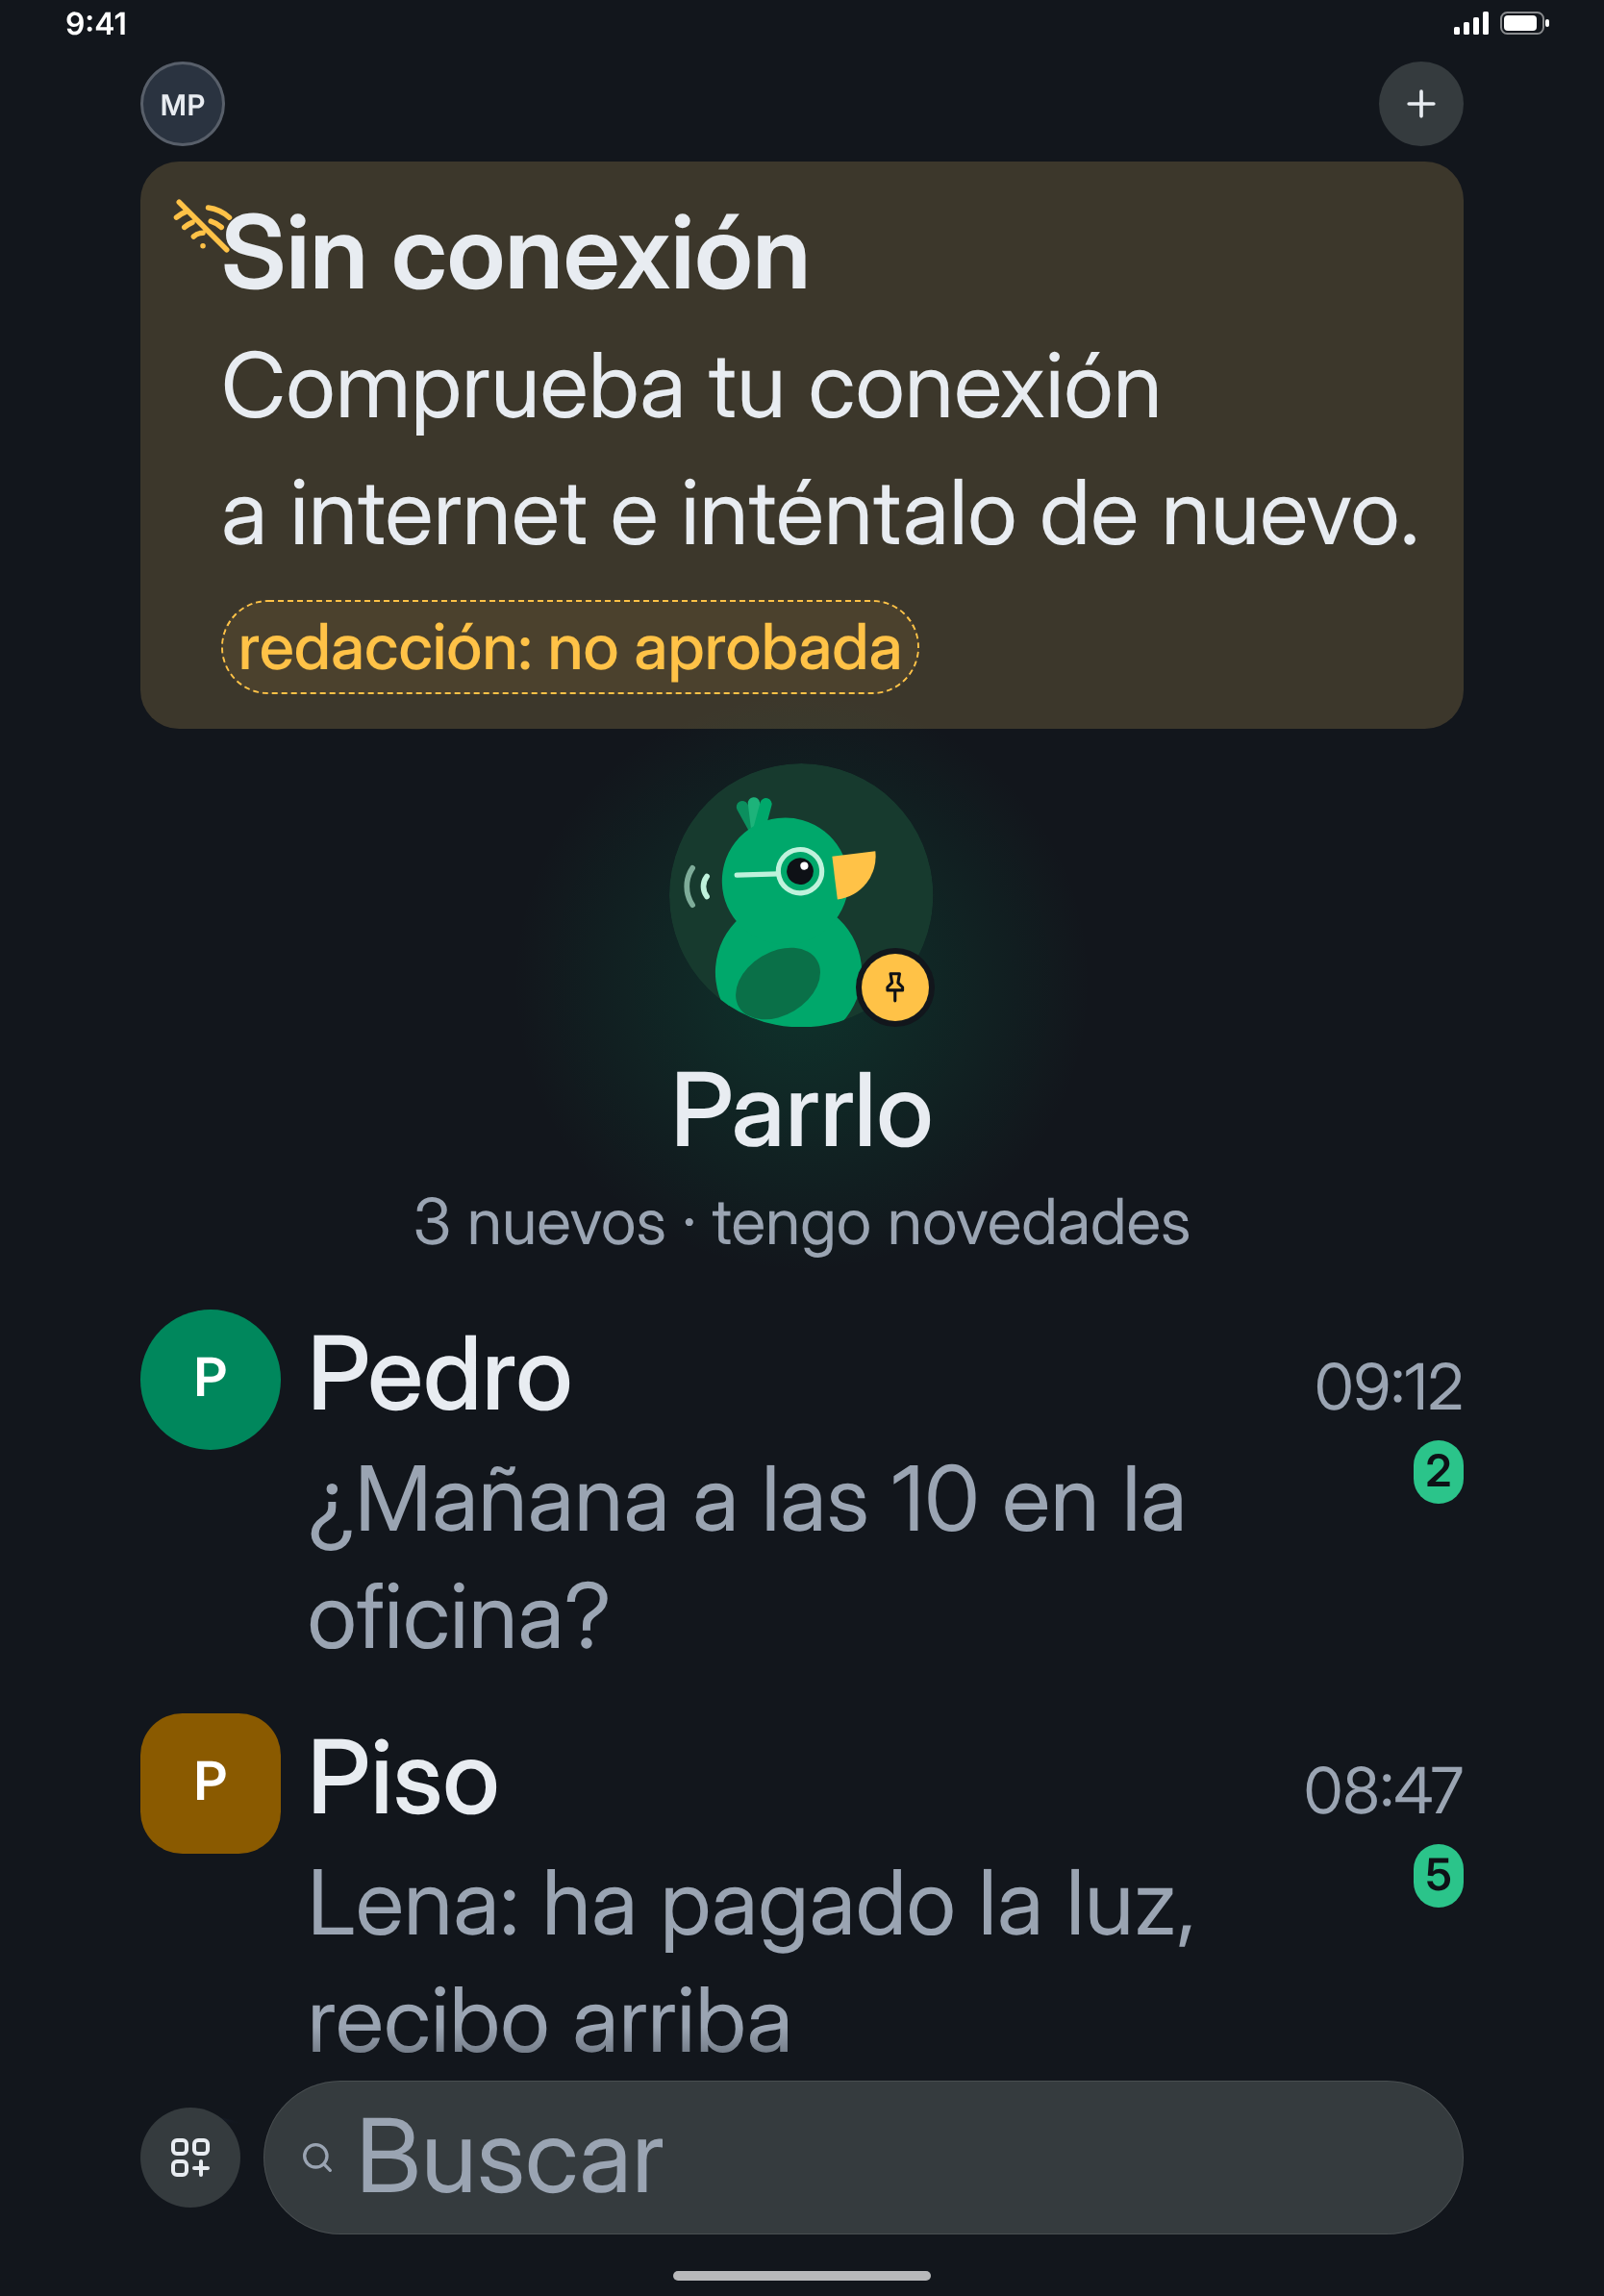 9:41
MP
Sin conexión
Comprueba tu conexión
a internet e inténtalo de nuevo.
redacción: no aprobada
Parrlo
3 nuevos · tengo novedades
P
Pedro
09:12
¿Mañana a las 10 en la
2
oficina?
P
Piso
08:47
Lena: ha pagado la luz,
5
recibo arriba
Buscar